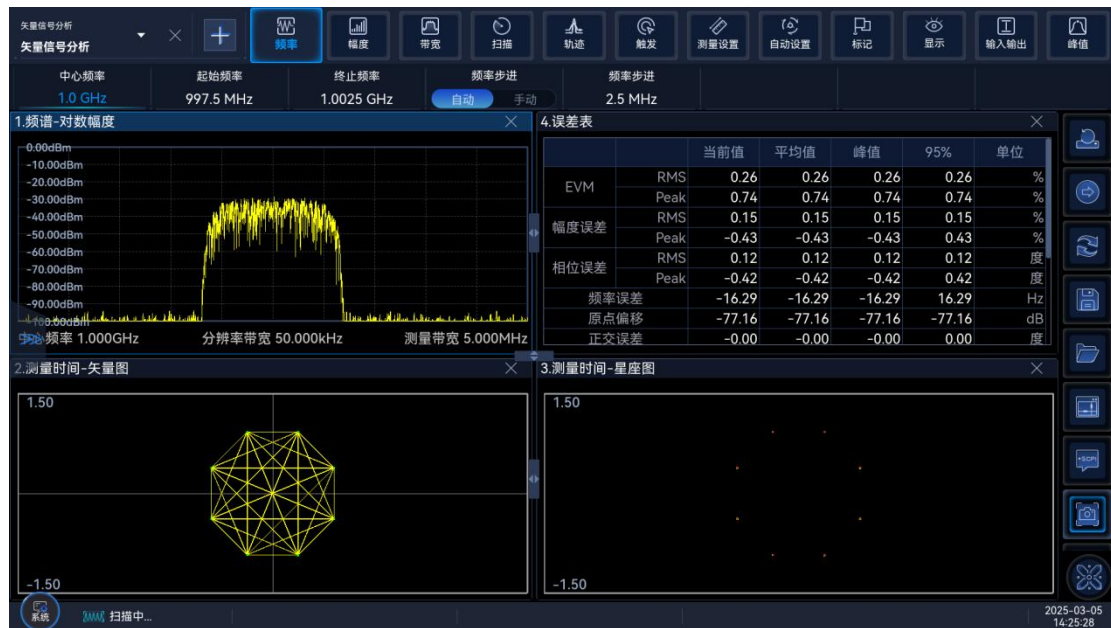 矢量信号分析
矢量信号分析
频率
幅度
带宽
扫描
轨迹
触发
测量设置
自动设置
标记
显示
输入输出
峰值
中心频率 起始频率 终止频率 频率步进 频率步进
1.0 GHz 997.5 MHz 1.0025 GHz 自动 手动 2.5 MHz
1.频谱-对数幅度
0.00dBm
-10.00dBm
-20.00dBm
-30.00dBm
-40.00dBm
-50.00dBm
-60.00dBm
-70.00dBm
-80.00dBm
-90.00dBm
-100.00dBm
中心频率 1.000GHz 分辨率带宽 50.000kHz 测量带宽 5.000MHz
4.误差表
当前值 平均值 峰值 95% 单位
EVM RMS 0.26 0.26 0.26 0.26 %
Peak 0.74 0.74 0.74 0.74 %
幅度误差 RMS 0.15 0.15 0.15 0.15 %
Peak -0.43 -0.43 -0.43 0.43 %
相位误差 RMS 0.12 0.12 0.12 0.12 度
Peak -0.42 -0.42 -0.42 0.42 度
频率误差 -16.29 -16.29 -16.29 16.29 Hz
原点偏移 -77.16 -77.16 -77.16 -77.16 dB
正交误差 -0.00 -0.00 -0.00 0.00 度
2.测量时间-矢量图
1.50
-1.50
3.测量时间-星座图
1.50
-1.50
+SCPI
系统
扫描中...
2025-03-05
14:25:28